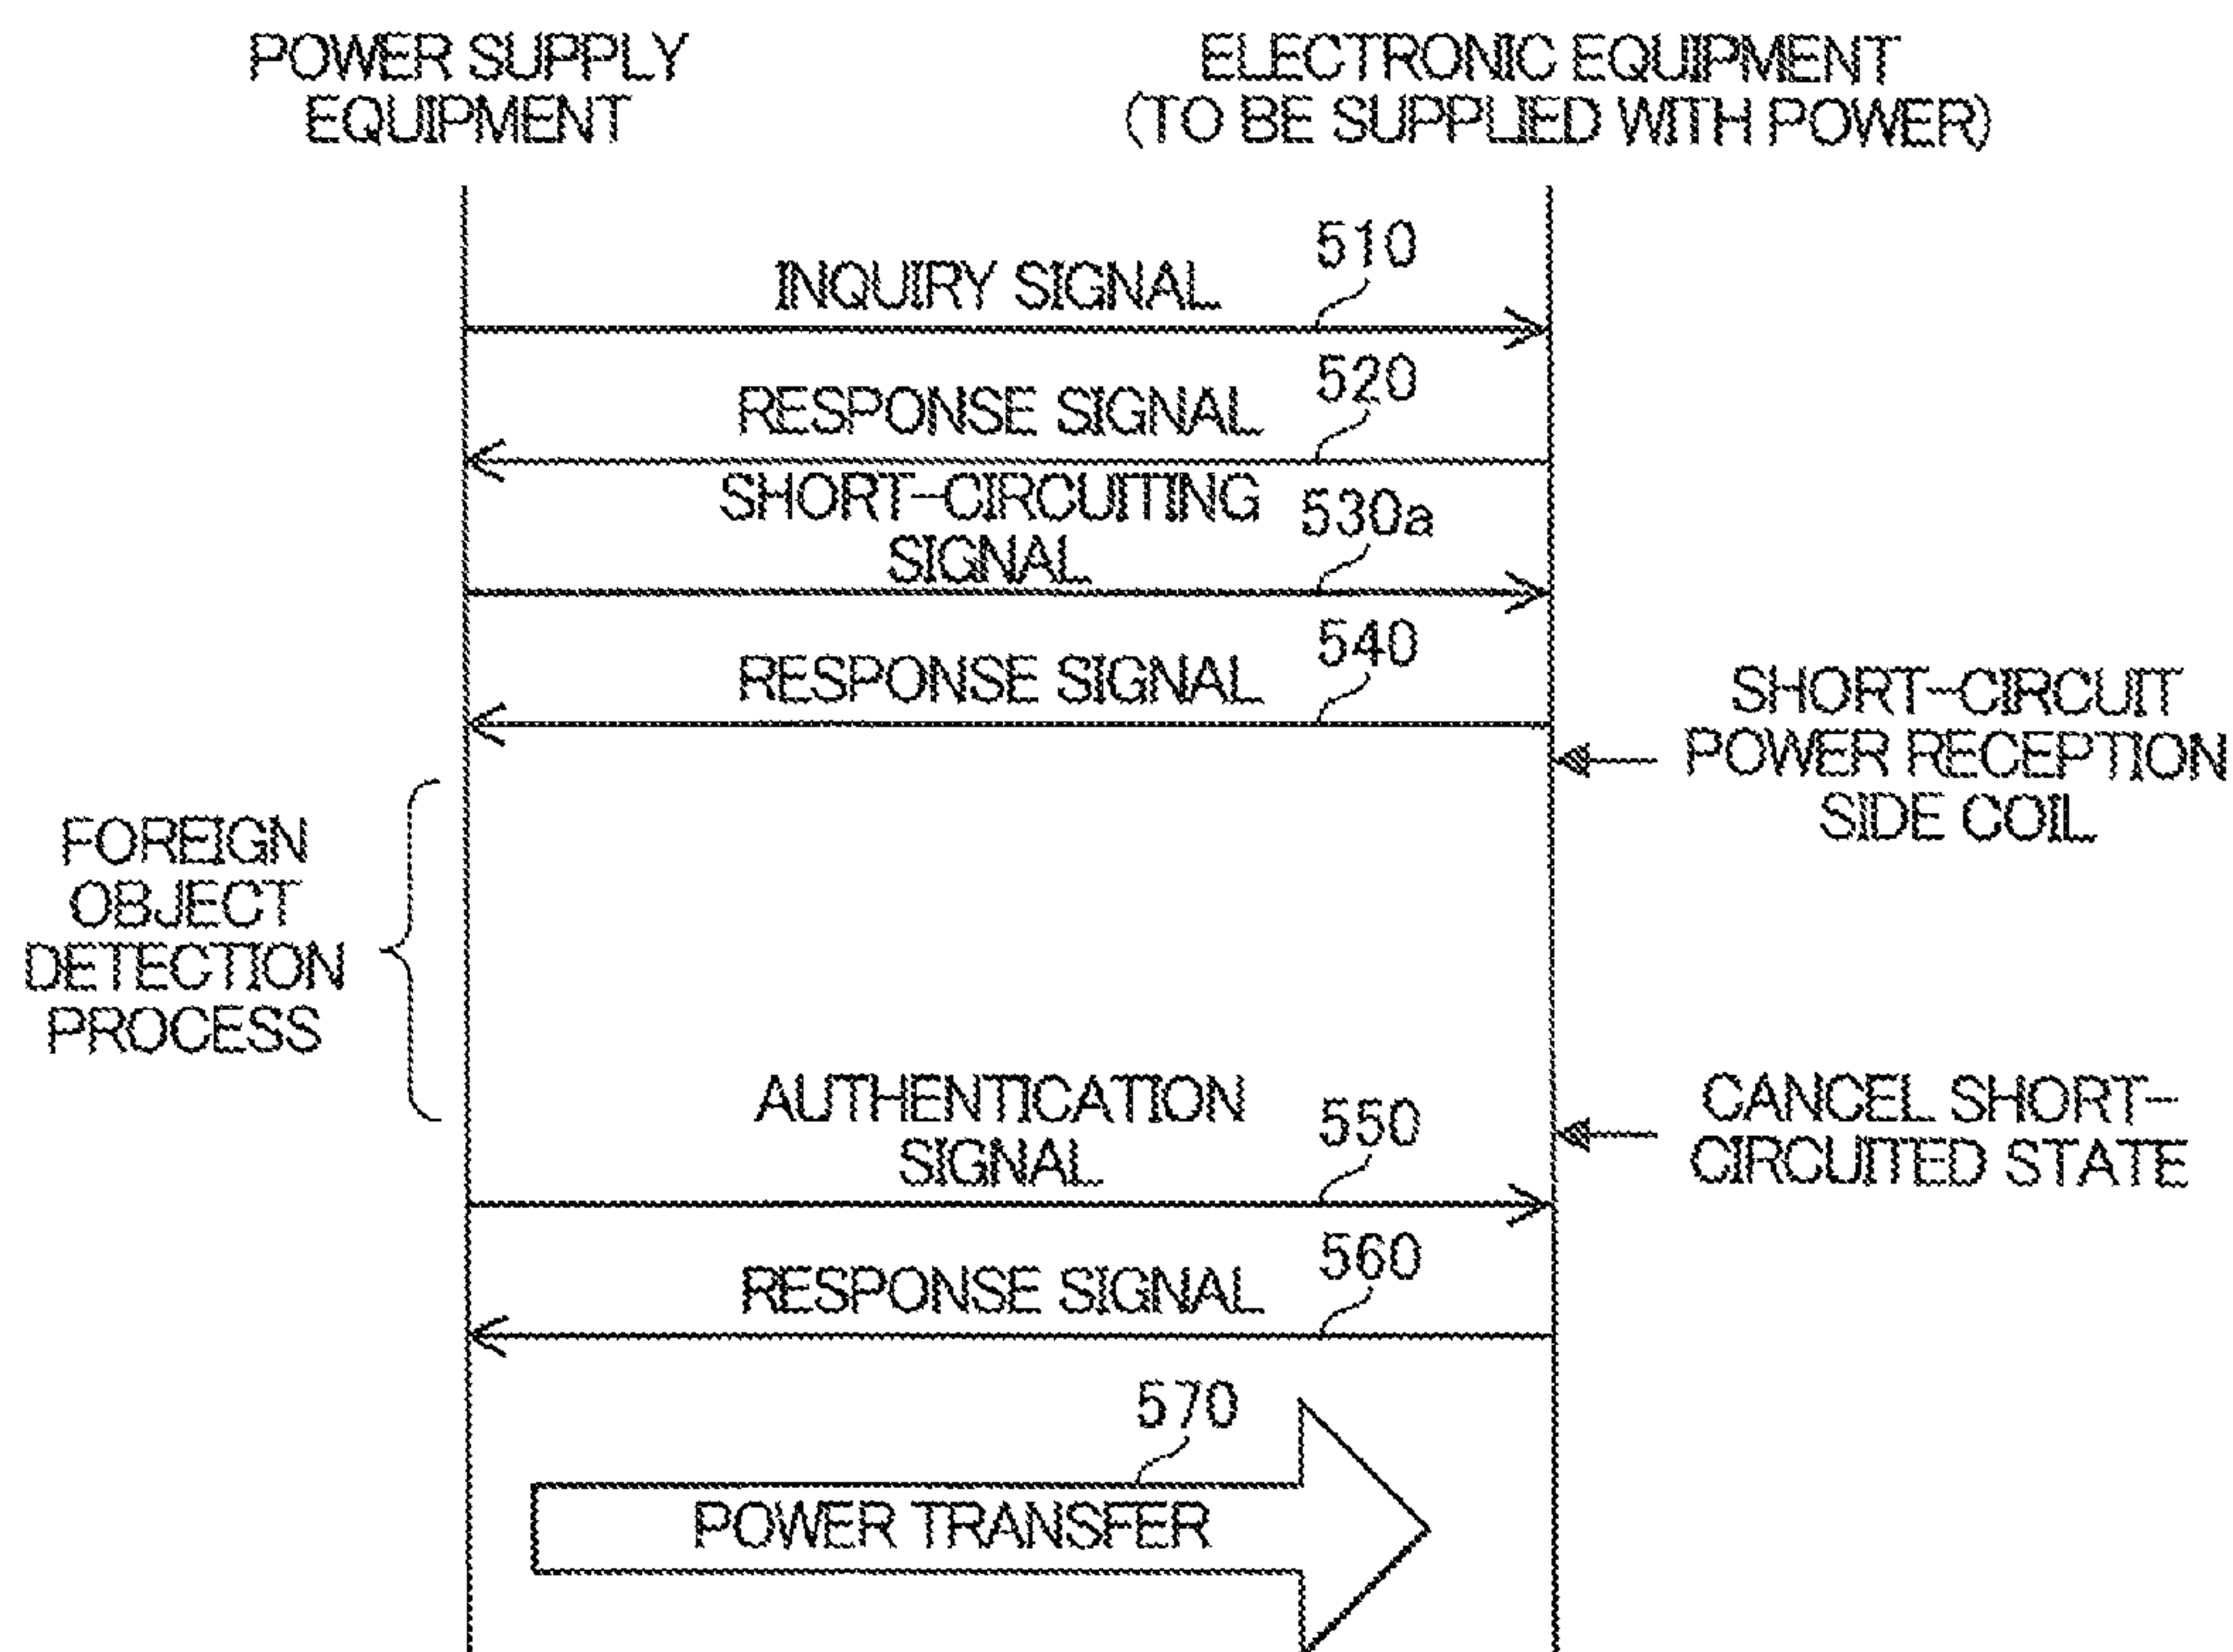 POWER SUPPLY
EQUIPMENT
ELECTRONIC EQUIPMENT
(TO BE SUPPLIED WITH POWER)
510
INQUIRY SIGNAL
520
RESPONSE SIGNAL
SHORT-CIRCUITING
SIGNAL
530a
540
RESPONSE SIGNAL
SHORT-CIRCUIT
POWER RECEPTION
SIDE COIL
FOREIGN
OBJECT
DETECTION
PROCESS
AUTHENTICATION
SIGNAL
550
CANCEL SHORT-
CIRCUITED STATE
560
RESPONSE SIGNAL
570
POWER TRANSFER